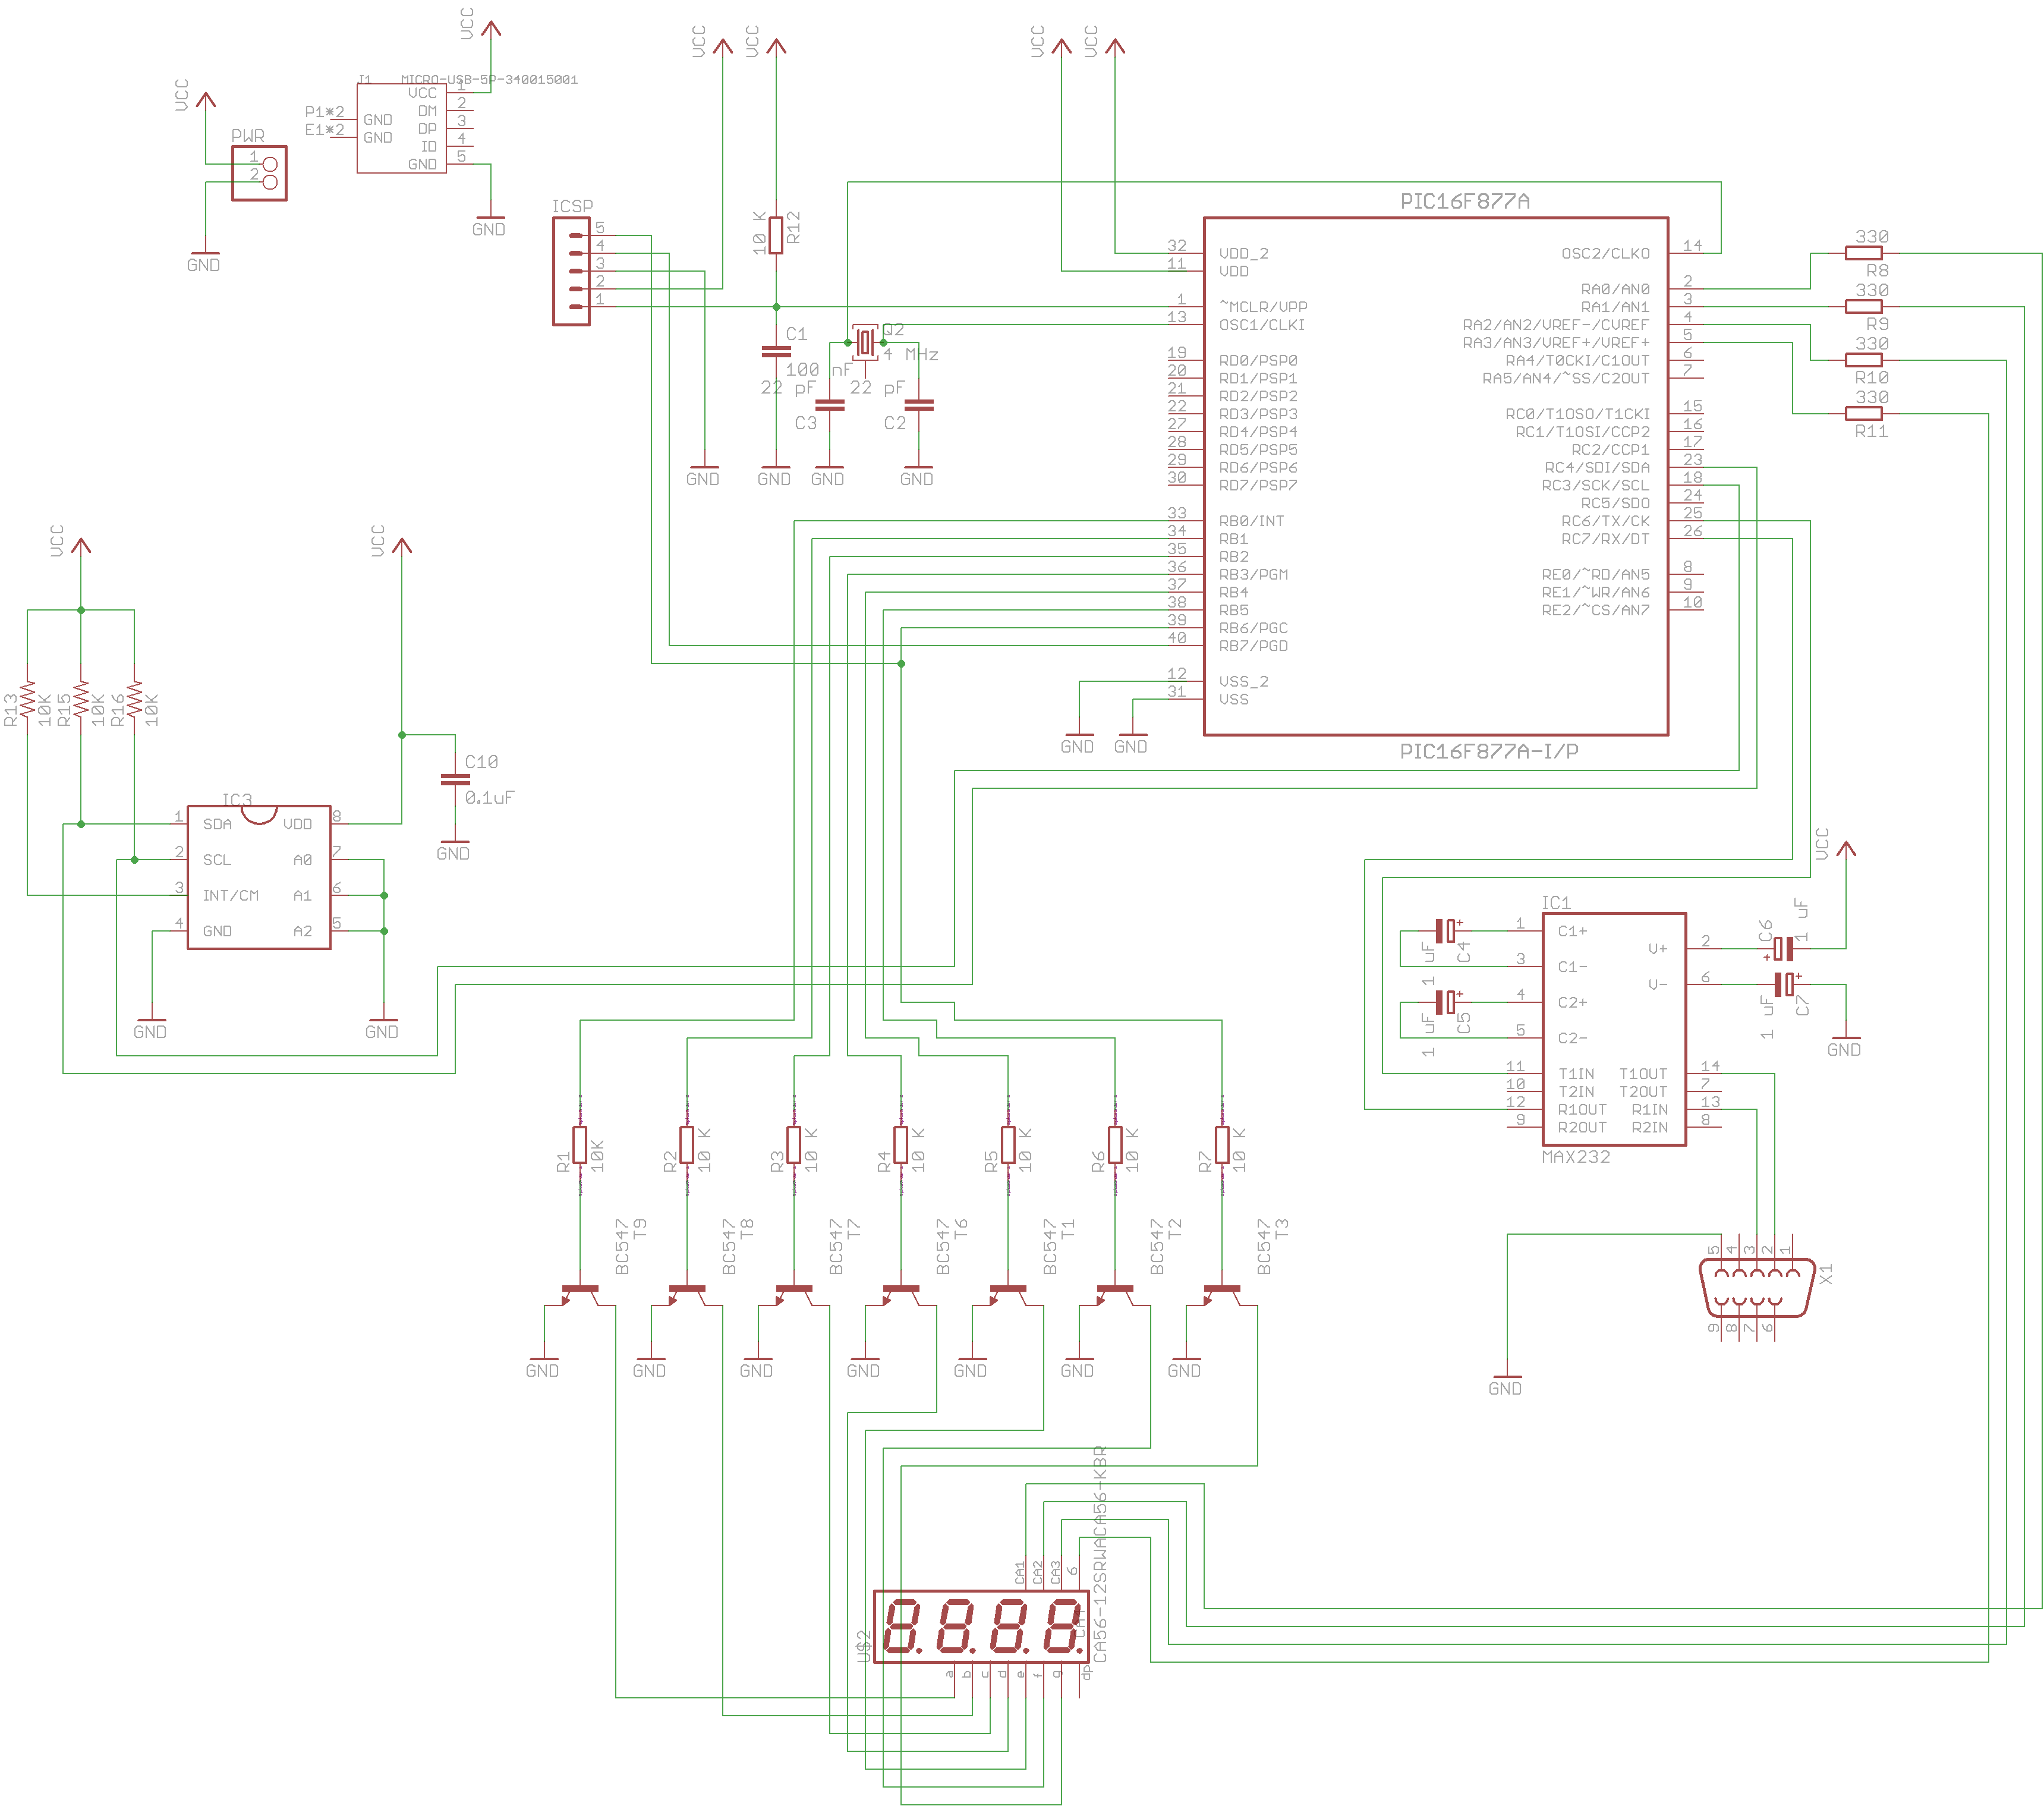 VCC
VCC
VCC
VCC
VCC
VCC
J1 MICRO-USB-5P-340015001
VCC 1
DM 2
DP 3
ID 4
GND 5
P1*2 GND
E1*2 GND
GND
PWR
1
2
GND
ICSP
5
4
3
2
1
10 K
R12
C1
100 nF
Q2
4 MHz
22 pF
C3
22 pF
C2
GND
GND
GND
GND
PIC16F877A
32 VDD_2
11 VDD
1 ~MCLR/VPP
13 OSC1/CLKI
19 RD0/PSP0
20 RD1/PSP1
21 RD2/PSP2
22 RD3/PSP3
27 RD4/PSP4
28 RD5/PSP5
29 RD6/PSP6
30 RD7/PSP7
33 RB0/INT
34 RB1
35 RB2
36 RB3/PGM
37 RB4
38 RB5
39 RB6/PGC
40 RB7/PGD
12 VSS_2
31 VSS
OSC2/CLKO 14
RA0/AN0 2
RA1/AN1 3
RA2/AN2/VREF-/CVREF 4
RA3/AN3/VREF+/VREF+ 5
RA4/T0CKI/C1OUT 6
RA5/AN4/~SS/C2OUT 7
RC0/T1OSO/T1CKI 15
RC1/T1OSI/CCP2 16
RC2/CCP1 17
RC4/SDI/SDA 23
RC3/SCK/SCL 18
RC5/SDO 24
RC6/TX/CK 25
RC7/RX/DT 26
RE0/~RD/AN5 8
RE1/~WR/AN6 9
RE2/~CS/AN7 10
PIC16F877A-I/P
GND
GND
330
R8
330
R9
330
R10
330
R11
VCC
VCC
R13
10K
R15
10K
R16
10K
C10
0.1uF
GND
IC3
1 SDA VDD 8
2 SCL A0 7
3 INT/CM A1 6
4 GND A2 5
GND
GND
VCC
IC1
1 C1+
3 C1-
4 C2+
5 C2-
11 T1IN
10 T2IN
12 R1OUT
9 R2OUT
V+ 2
V- 6
T1OUT 14
T2OUT 7
R1IN 13
R2IN 8
MAX232
1 uF
C4
1 uF
C5
C6
1 uF
1 uF
C7
GND
R1
10K
R2
10 K
R3
10 K
R4
10 K
R5
10 K
R6
10 K
R7
10 K
BC547
T9
BC547
T8
BC547
T7
BC547
T6
BC547
T1
BC547
T2
BC547
T3
GND
GND
GND
GND
GND
GND
GND
5 4 3 2 1
X1
9 8 7 6
GND
CA56-12SRWACA56-KBR
CA1 CA2 CA3 6
U$2
8.8.8.8.
a b c d e f g dp